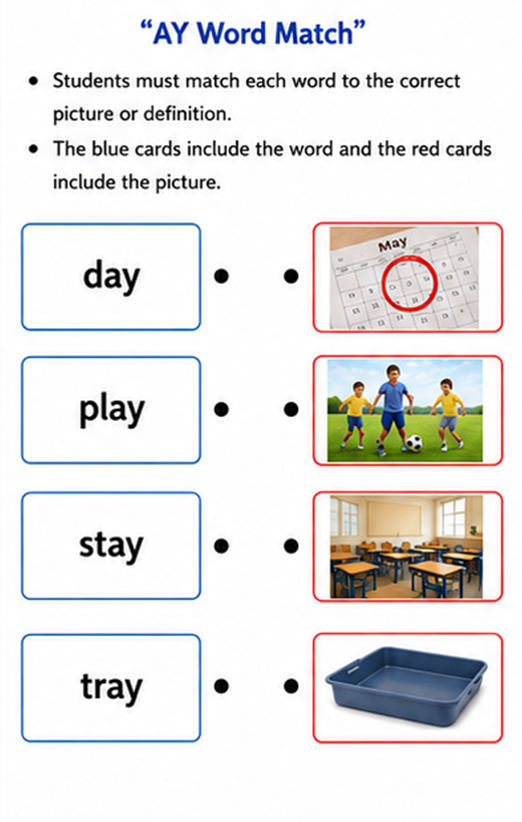 “AY Word Match”
• Students must match each word to the correct
picture or definition.
• The blue cards include the word and the red cards
include the picture.
day
May
play
stay
tray